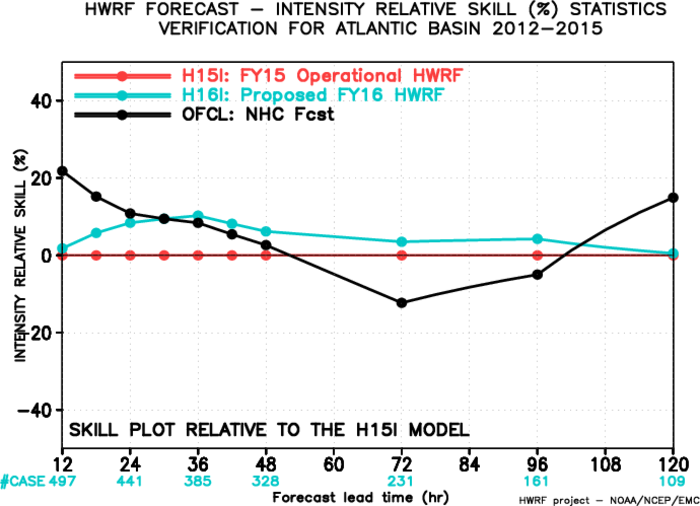 HWRF FORECAST – INTENSITY RELATIVE SKILL (%) STATISTICS
VERIFICATION FOR ATLANTIC BASIN 2012–2015
H15I: FY15 Operational HWRF
H16I: Proposed FY16 HWRF
OFCL: NHC Fcst
INTENSITY RELATIVE SKILL (%)
40
20
0
–20
–40
SKILL PLOT RELATIVE TO THE H15I MODEL
12 24 36 48 60 72 84 96 108 120
#CASE 497 441 385 328 231 161 109
Forecast lead time (hr)
HWRF project – NOAA/NCEP/EMC